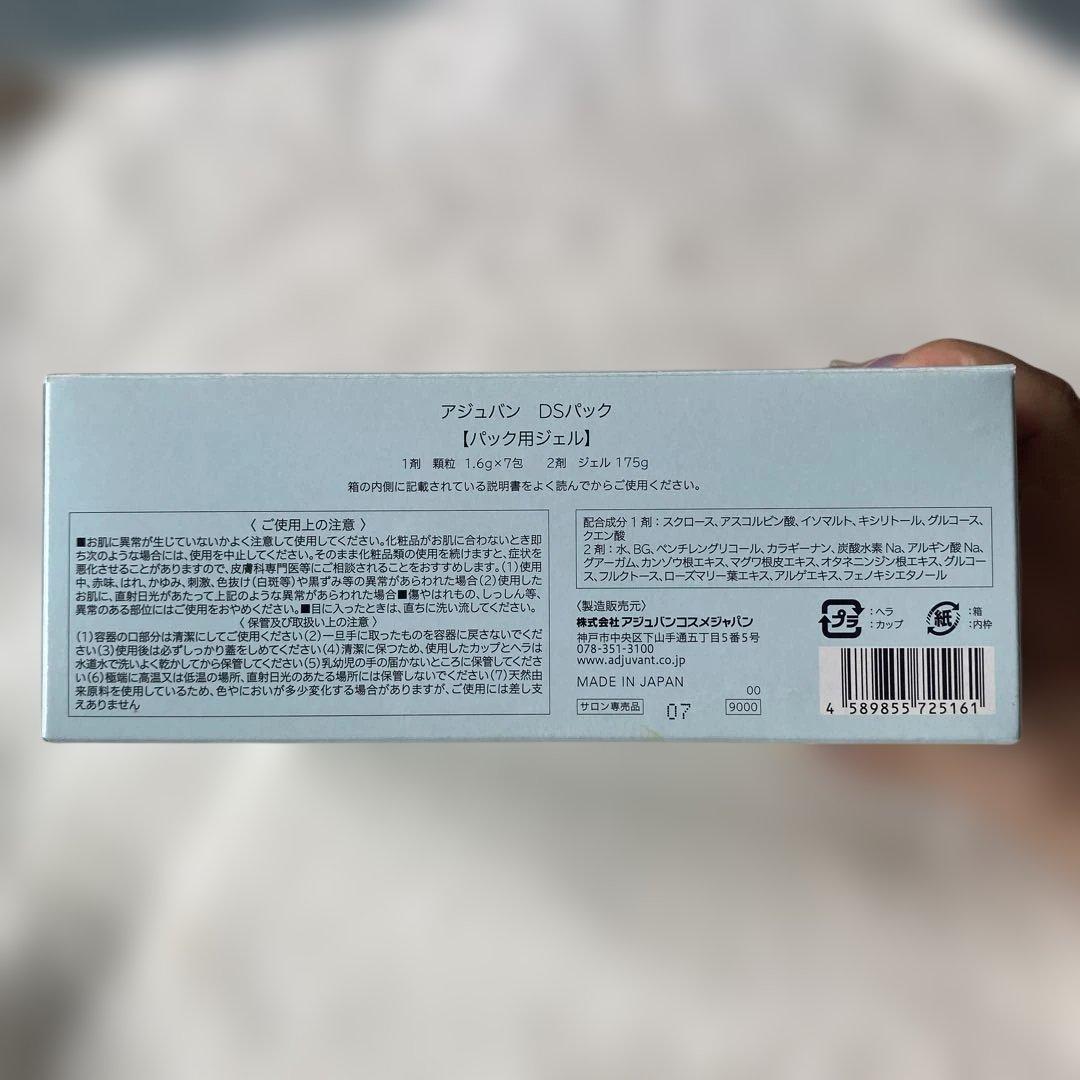 アジュバン　DSパック
【パック用ジェル】
1剤　顆粒　1.6g×7包　　2剤　ジェル 175g
箱の内側に記載されている説明書をよく読んでからご使用ください。
〈 ご使用上の注意 〉
■お肌に異常が生じていないかよく注意して使用してください。化粧品がお肌に合わないとき即
ち次のような場合には、使用を中止してください。そのまま化粧品類の使用を続けますと、症状を
悪化させることがありますので、皮膚科専門医等にご相談されることをおすすめします。(1)使用
中、赤味、はれ、かゆみ、刺激、色抜け(白斑等)や黒ずみ等の異常があらわれた場合(2)使用した
お肌に、直射日光があたって上記のような異常があらわれた場合■傷やはれもの、しっしん等、
異常のある部位にはご使用をおやめください。■目に入ったときは、直ちに洗い流してください。
〈保管及び取扱い上の注意〉
(1)容器の口部分は清潔にしてご使用ください(2)一旦手に取ったものを容器に戻さないでくだ
さい(3)使用後は必ずしっかり蓋をしめてください(4)清潔に保つため、使用したカップとヘラは
水道水で洗いよく乾かしてから保管してください(5)乳幼児の手の届かないところに保管してくださ
い(6)極端に高温又は低温の場所、直射日光のあたる場所には保管しないでください(7)天然由
来原料を使用しているため、色やにおいが多少変化する場合がありますが、ご使用には差し支
えありません
配合成分 1 剤：スクロース、アスコルビン酸、イソマルト、キシリトール、グルコース、
クエン酸
2 剤：水、BG、ペンチレングリコール、カラギーナン、炭酸水素 Na、アルギン酸 Na、
グアーガム、カンゾウ根エキス、マグワ根皮エキス、オタネニンジン根エキス、グルコー
ス、フルクトース、ローズマリー葉エキス、アルゲエキス、フェノキシエタノール
〈製造販売元〉
株式会社 アジュバンコスメジャパン
神戸市中央区下山手通五丁目5番5号
078-351-3100
www.adjuvant.co.jp
MADE IN JAPAN
サロン専売品
07
00
9000
プラ
：ヘラ
：カップ
紙
：箱
：内枠
4 589855 725161